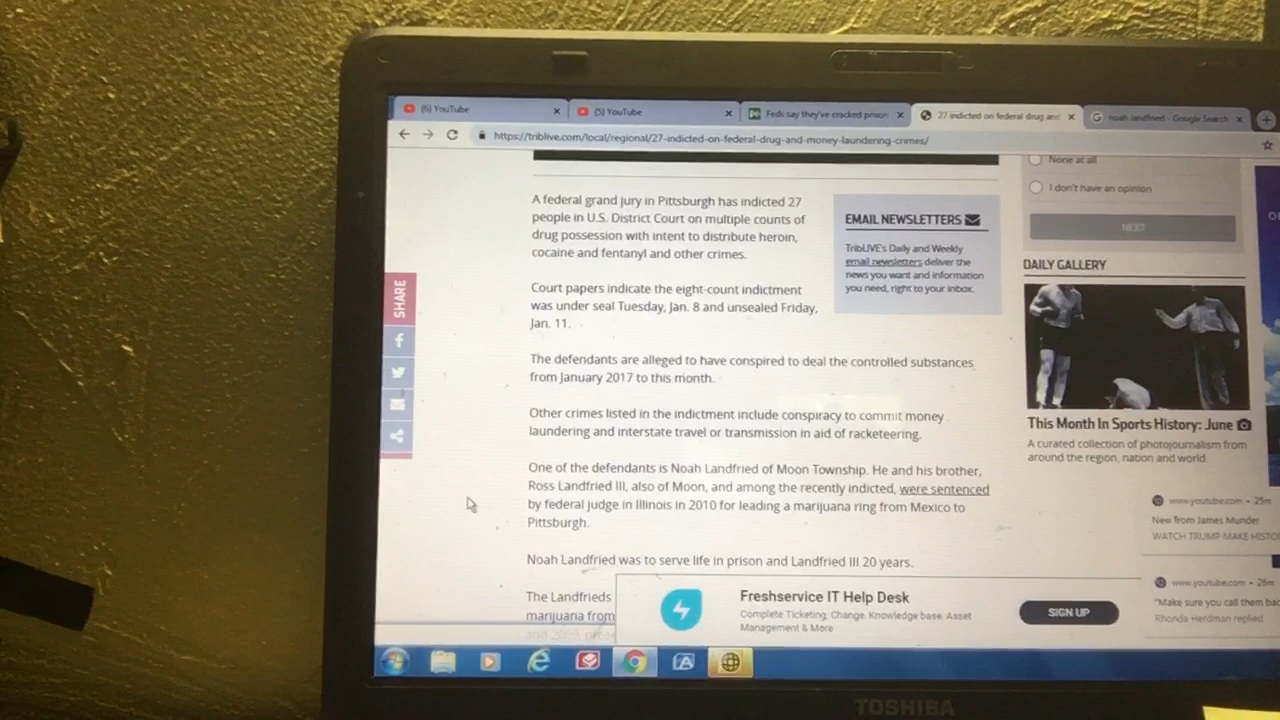 (6) YouTube
(5) YouTube
Feds say they've cracked prison
27 indicted on federal drug and
noah landfined - Google Search
https://triblive.com/local/regional/27-indicted-on-federal-drug-and-money-laundering-crimes/
A federal grand jury in Pittsburgh has indicted 27
people in U.S. District Court on multiple counts of
drug possession with intent to distribute heroin,
cocaine and fentanyl and other crimes.
Court papers indicate the eight-count indictment
was under seal Tuesday, Jan. 8 and unsealed Friday,
Jan. 11.
The defendants are alleged to have conspired to deal the controlled substances
from January 2017 to this month.
Other crimes listed in the indictment include conspiracy to commit money
laundering and interstate travel or transmission in aid of racketeering.
One of the defendants is Noah Landfried of Moon Township. He and his brother,
Ross Landfried III, also of Moon, and among the recently indicted, were sentenced
by federal judge in Illinois in 2010 for leading a marijuana ring from Mexico to
Pittsburgh.
Noah Landfried was to serve life in prison and Landfried III 20 years.
The Landfrieds
marijuana from
and 2009
SHARE
EMAIL NEWSLETTERS
TribLIVE's Daily and Weekly
email newsletters deliver the
news you want and information
you need, right to your inbox.
None at all
I don't have an opinion
NEXT
DAILY GALLERY
This Month In Sports History: June
A curated collection of photojournalism from
around the region, nation and world.
www.youtube.com • 25m
New from James Munder
WATCH TRUMP MAKE HISTO
www.youtube.com • 26m
"Make sure you call them ba
Rhonda Herdman replied
Freshservice IT Help Desk
Complete Ticketing, Change, Knowledge base, Asset
Management & More
SIGN UP
TOSHIBA